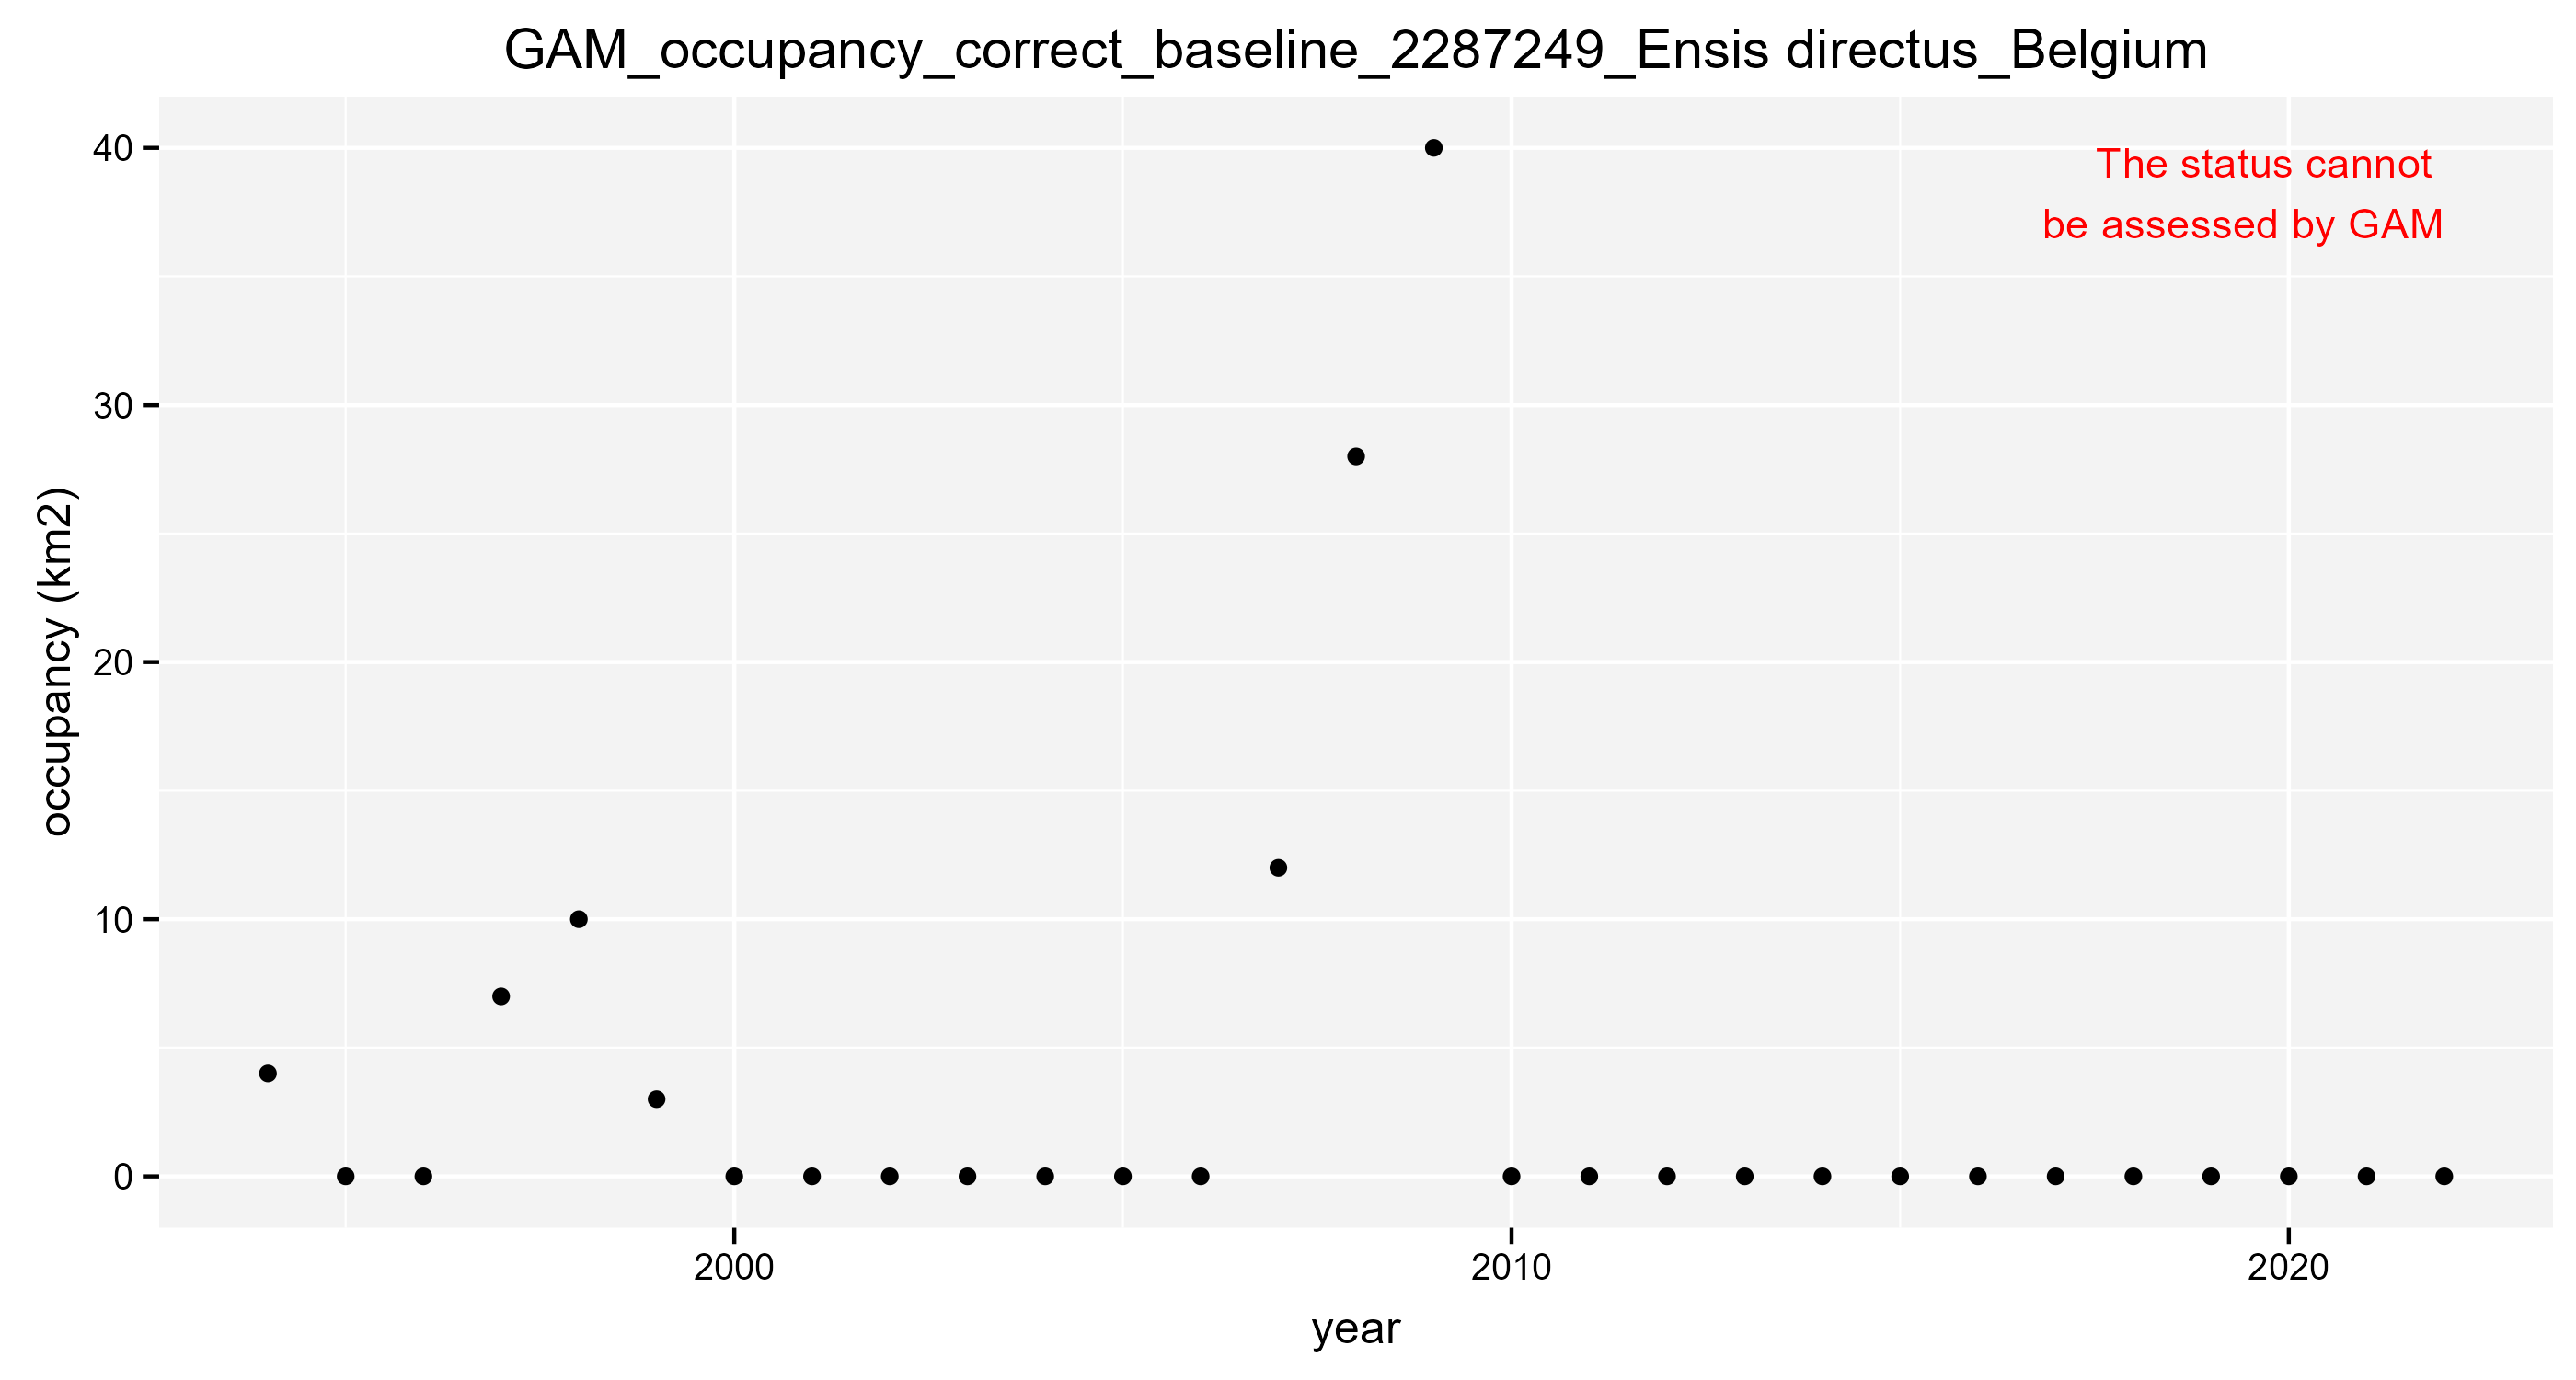 GAM_occupancy_correct_baseline_2287249_Ensis directus_Belgium
The status cannot
be assessed by GAM
occupancy (km2)
40
30
20
10
0
2000 2010 2020
year